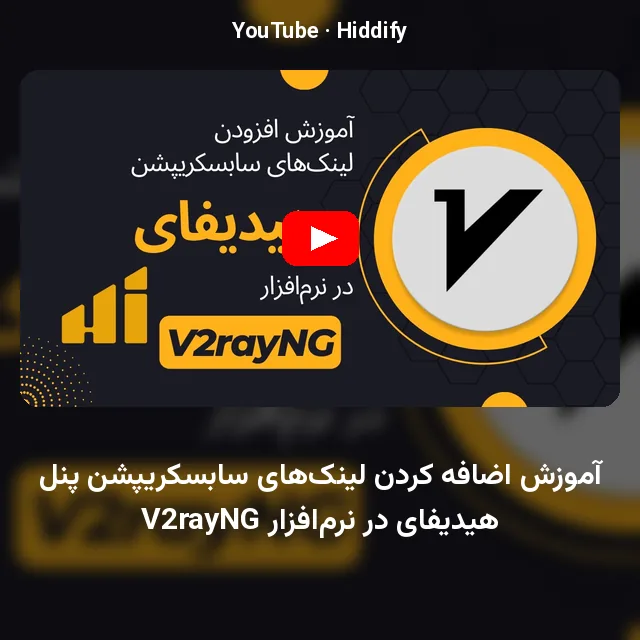 YouTube · Hiddify
آموزش افزودن
لینک‌های سابسکریپشن
هیدیفای
Hi
در نرم‌افزار
V2rayNG
V
آموزش اضافه کردن لینک‌های سابسکریپشن پنل
هیدیفای در نرم‌افزار V2rayNG